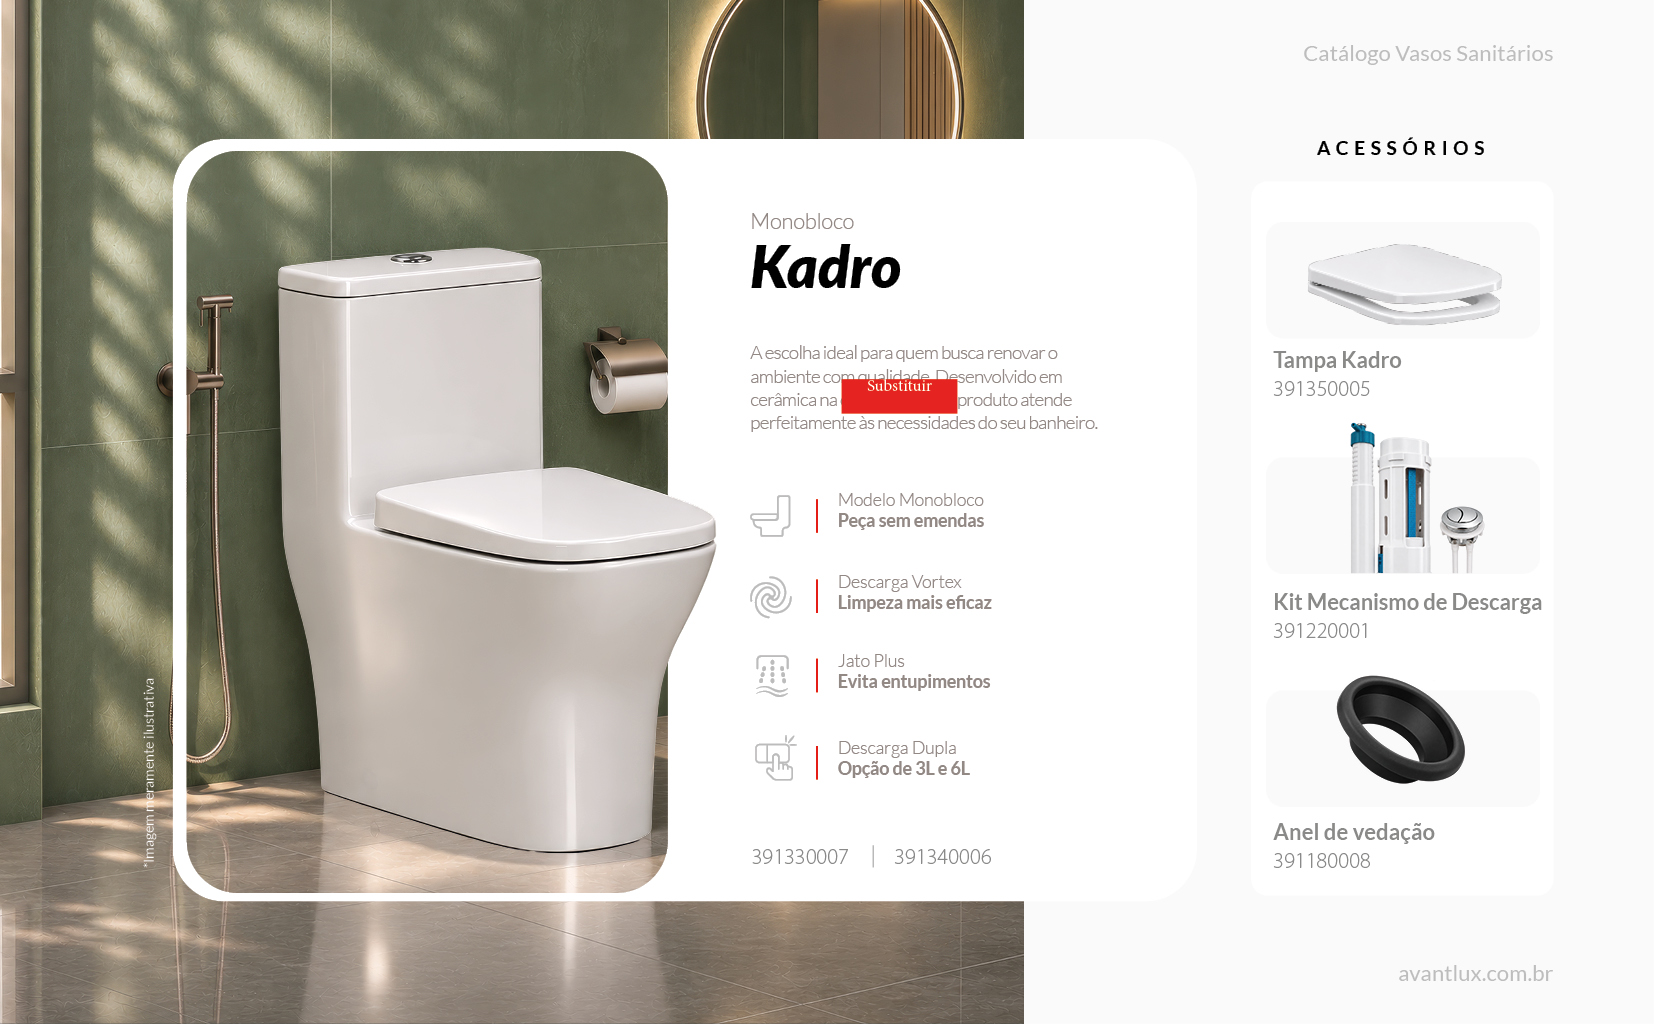 Catálogo Vasos Sanitários
Monobloco
Kadro
A escolha ideal para quem busca renovar o
ambiente com qualidade. Desenvolvido em
Substituir
cerâmica na produto atende
perfeitamente às necessidades do seu banheiro.
Modelo Monobloco
Peça sem emendas
Descarga Vortex
Limpeza mais eficaz
Jato Plus
Evita entupimentos
Descarga Dupla
Opção de 3L e 6L
391330007 | 391340006
*Imagem meramente ilustrativa
ACESSÓRIOS
Tampa Kadro
391350005
Kit Mecanismo de Descarga
391220001
Anel de vedação
391180008
avantlux.com.br